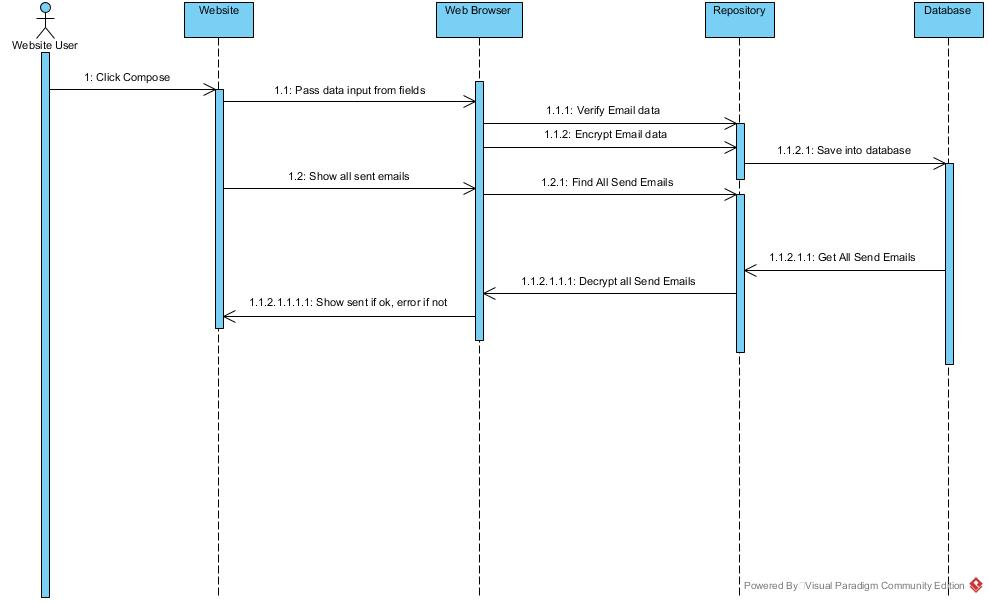 Website
Web Browser
Repository
Database
Website User
1: Click Compose
1.1: Pass data input from fields
1.1.1: Verify Email data
1.1.2: Encrypt Email data
1.1.2.1: Save into database
1.2: Show all sent emails
1.2.1: Find All Send Emails
1.1.2.1.1: Get All Send Emails
1.1.2.1.1.1: Decrypt all Send Emails
1.1.2.1.1.1.1: Show sent if ok, error if not
Powered By Visual Paradigm Community Edition